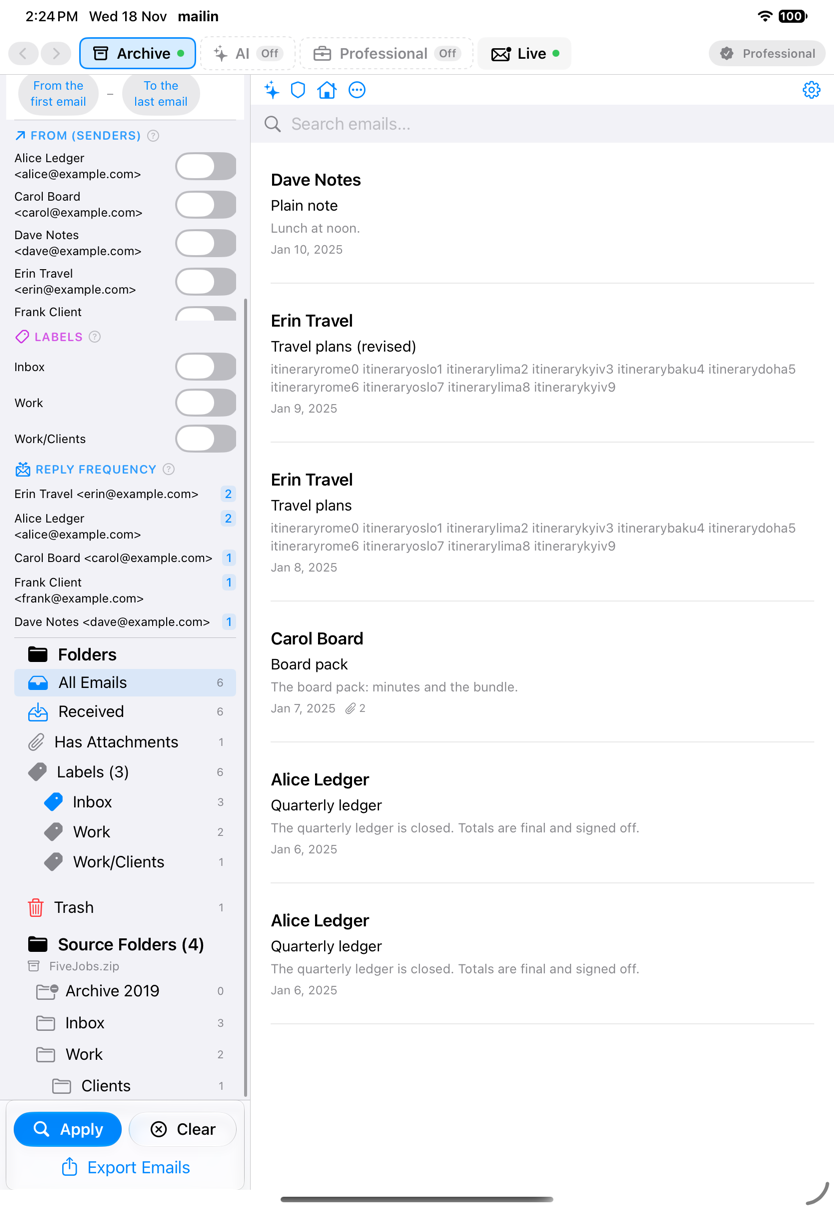 2:24 PM Wed 18 Nov mailin 100
Archive AI Off Professional Off Live Professional
From the
first email
–
To the
last email
FROM (SENDERS)
Alice Ledger
<alice@example.com>
Carol Board
<carol@example.com>
Dave Notes
<dave@example.com>
Erin Travel
<erin@example.com>
Frank Client
LABELS
Inbox
Work
Work/Clients
REPLY FREQUENCY
Erin Travel <erin@example.com> 2
Alice Ledger 2
<alice@example.com>
Carol Board <carol@example.com> 1
Frank Client 1
<frank@example.com>
Dave Notes <dave@example.com> 1
Folders
All Emails 6
Received 6
Has Attachments 1
Labels (3) 6
Inbox 3
Work 2
Work/Clients 1
Trash 1
Source Folders (4)
FiveJobs.zip
Archive 2019 0
Inbox 3
Work 2
Clients 1
Apply Clear
Export Emails
Search emails...
Dave Notes
Plain note
Lunch at noon.
Jan 10, 2025
Erin Travel
Travel plans (revised)
itineraryrome0 itineraryoslo1 itinerarylima2 itinerarykyiv3 itinerarybaku4 itinerarydoha5
itineraryrome6 itineraryoslo7 itinerarylima8 itinerarykyiv9
Jan 9, 2025
Erin Travel
Travel plans
itineraryrome0 itineraryoslo1 itinerarylima2 itinerarykyiv3 itinerarybaku4 itinerarydoha5
itineraryrome6 itineraryoslo7 itinerarylima8 itinerarykyiv9
Jan 8, 2025
Carol Board
Board pack
The board pack: minutes and the bundle.
Jan 7, 2025 2
Alice Ledger
Quarterly ledger
The quarterly ledger is closed. Totals are final and signed off.
Jan 6, 2025
Alice Ledger
Quarterly ledger
The quarterly ledger is closed. Totals are final and signed off.
Jan 6, 2025